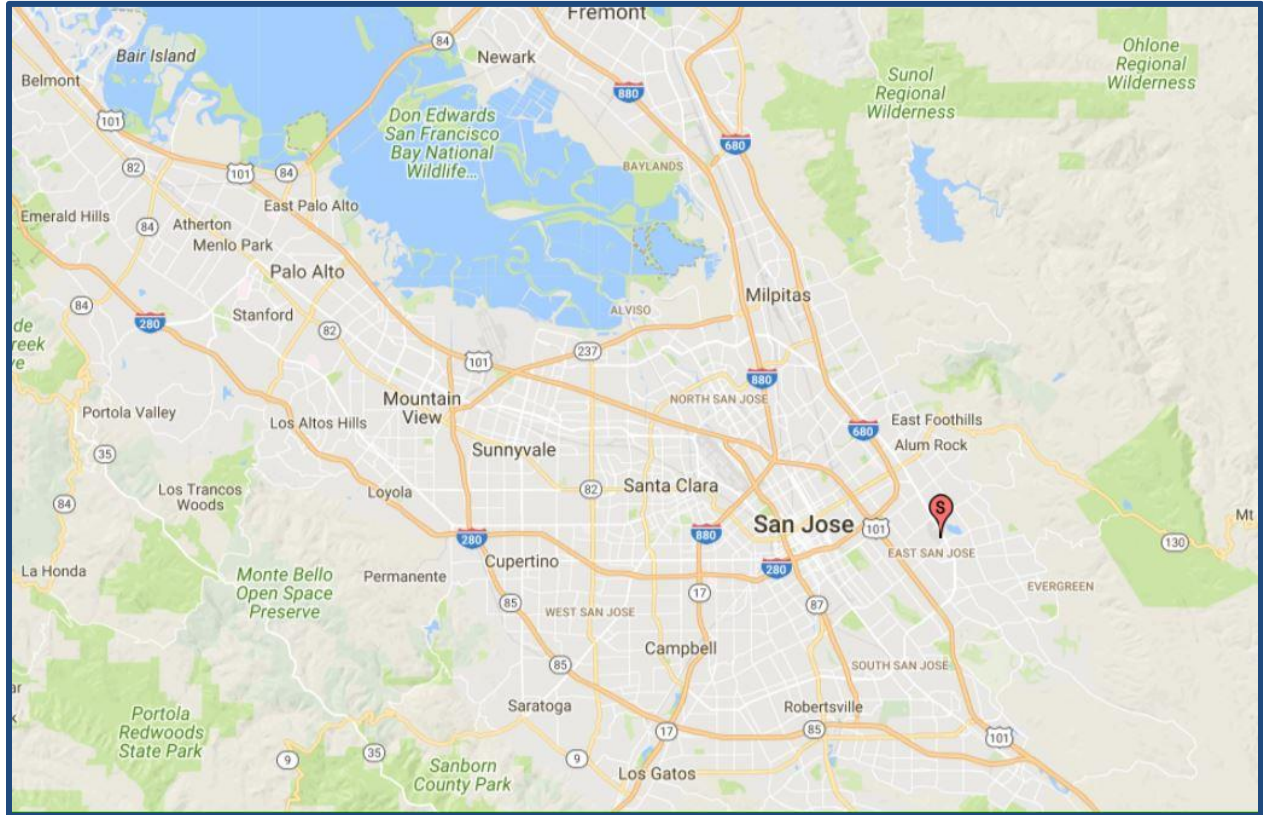 Fremont
Bair Island
84
Newark
Ohlone
Regional
Wilderness
Belmont
Sunol
Regional
Wilderness
880
101
Don Edwards
San Francisco
Bay National
Wildlife...
680
82
101
84
BAYLANDS
East Palo Alto
Emerald Hills
84
Atherton
Menlo Park
Palo Alto
Milpitas
84
280
Stanford
82
ALVISO
de
reek
ve
237
101
880
Mountain
View
NORTH SAN JOSE
Portola Valley
Los Altos Hills
East Foothills
680
Alum Rock
35
Sunnyvale
Los Trancos
Woods
Loyola
82
Santa Clara
84
S
Mt
San Jose
101
280
880
130
EAST SAN JOSE
La Honda
Cupertino
280
Monte Bello
Open Space
Preserve
Permanente
EVERGREEN
85
WEST SAN JOSE
17
87
Campbell
85
SOUTH SAN JOSE
ar
k
Portola
Redwoods
State Park
Saratoga
Robertsville
17
85
101
9
35
9
Sanborn
County Park
Los Gatos